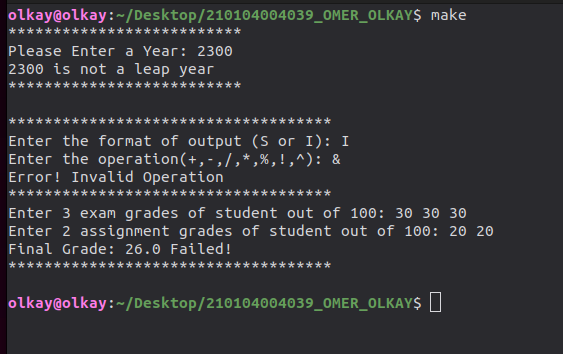 olkay@olkay:~/Desktop/210104004039_OMER_OLKAY$ make
**************************
Please Enter a Year: 2300
2300 is not a leap year
**************************
************************************
Enter the format of output (S or I): I
Enter the operation(+,-,/,*,%,!,^): &
Error! Invalid Operation
************************************
Enter 3 exam grades of student out of 100: 30 30 30
Enter 2 assignment grades of student out of 100: 20 20
Final Grade: 26.0 Failed!
************************************
olkay@olkay:~/Desktop/210104004039_OMER_OLKAY$